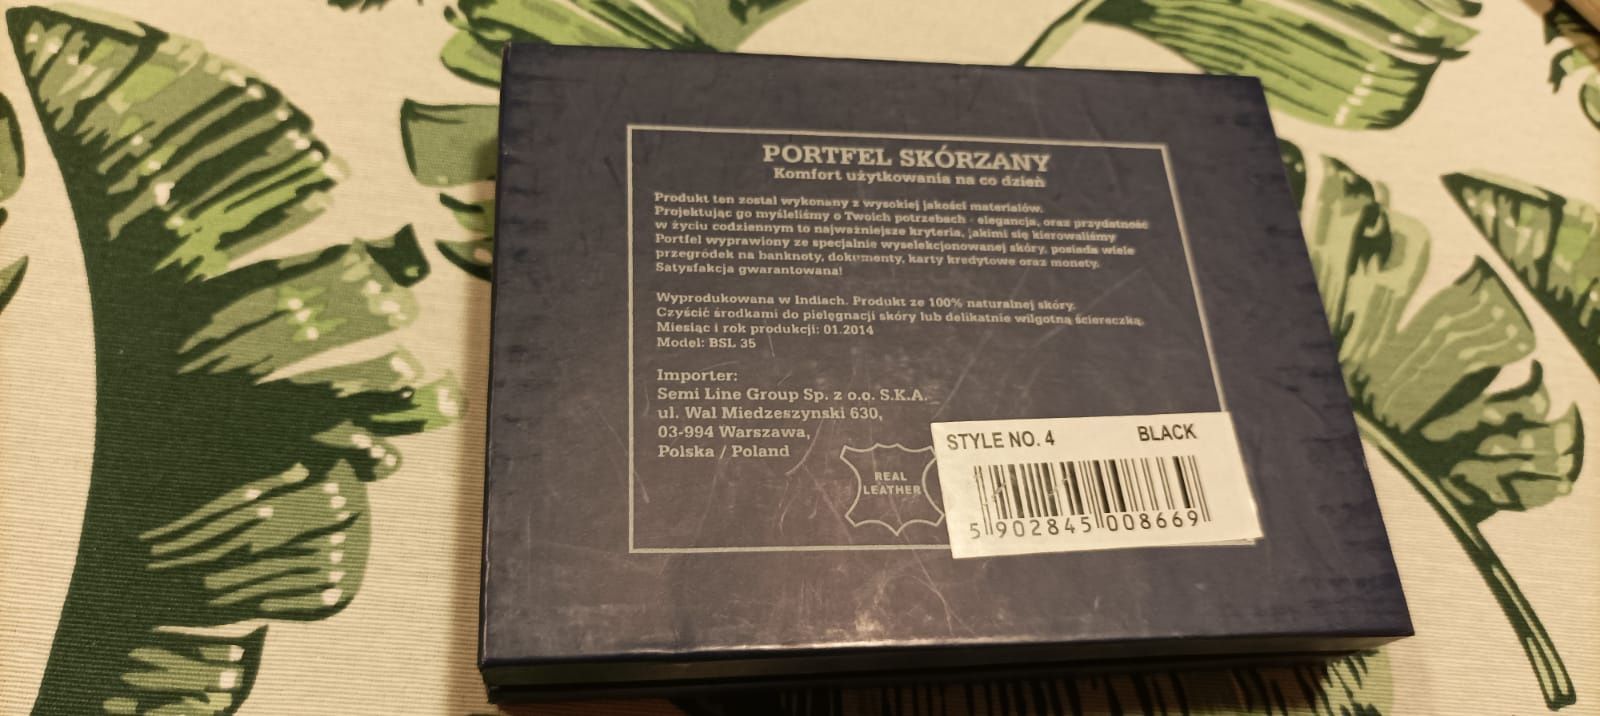 PORTFEL SKÓRZANY
Komfort użytkowania na co dzień
Produkt ten został wykonany z wysokiej jakości materiałów.
Projektując go myśleliśmy o Twoich potrzebach - elegancja, oraz przydatność
w życiu codziennym to najważniejsze kryteria, jakimi się kierowaliśmy
Portfel wyprawiony ze specjalnie wyselekcjonowanej skóry, posiada wiele
przegródek na banknoty, dokumenty, karty kredytowe oraz monety.
Satysfakcja gwarantowana!
Wyprodukowana w Indiach. Produkt ze 100% naturalnej skóry.
Czyścić środkami do pielęgnacji skóry lub delikatnie wilgotną ściereczką.
Miesiąc i rok produkcji: 01.2014
Model: BSL 35
Importer:
Semi Line Group Sp. z o.o. S.K.A.
ul. Wal Miedzeszynski 630,
03-994 Warszawa,
Polska / Poland
REAL
LEATHER
STYLE NO. 4 BLACK
5 902845 008669